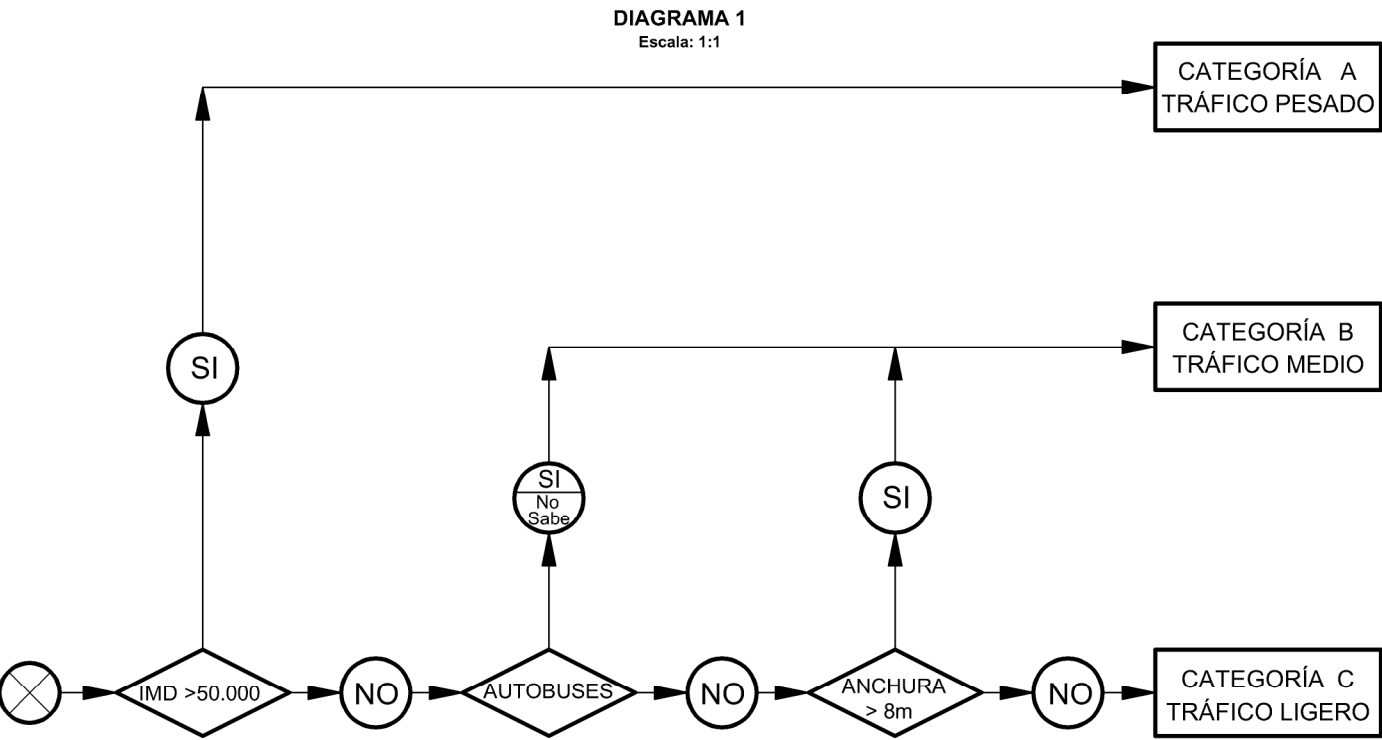 DIAGRAMA 1
Escala: 1:1
CATEGORÍA A
TRÁFICO PESADO
SI
CATEGORÍA B
TRÁFICO MEDIO
SI
No
Sabe
SI
IMD >50.000
NO
AUTOBUSES
NO
ANCHURA
> 8m
NO
CATEGORÍA C
TRÁFICO LIGERO